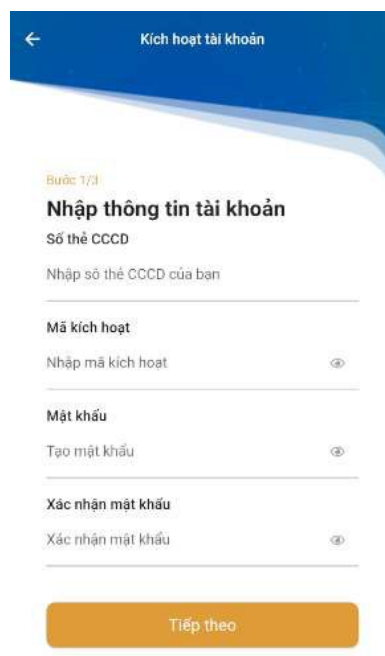 Kích hoạt tài khoản
Bước 1/3
Nhập thông tin tài khoản
Số thẻ CCCD
Nhập số thẻ CCCD của bạn
Mã kích hoạt
Nhập mã kích hoạt
Mật khẩu
Tạo mật khẩu
Xác nhận mật khẩu
Xác nhận mật khẩu
Tiếp theo